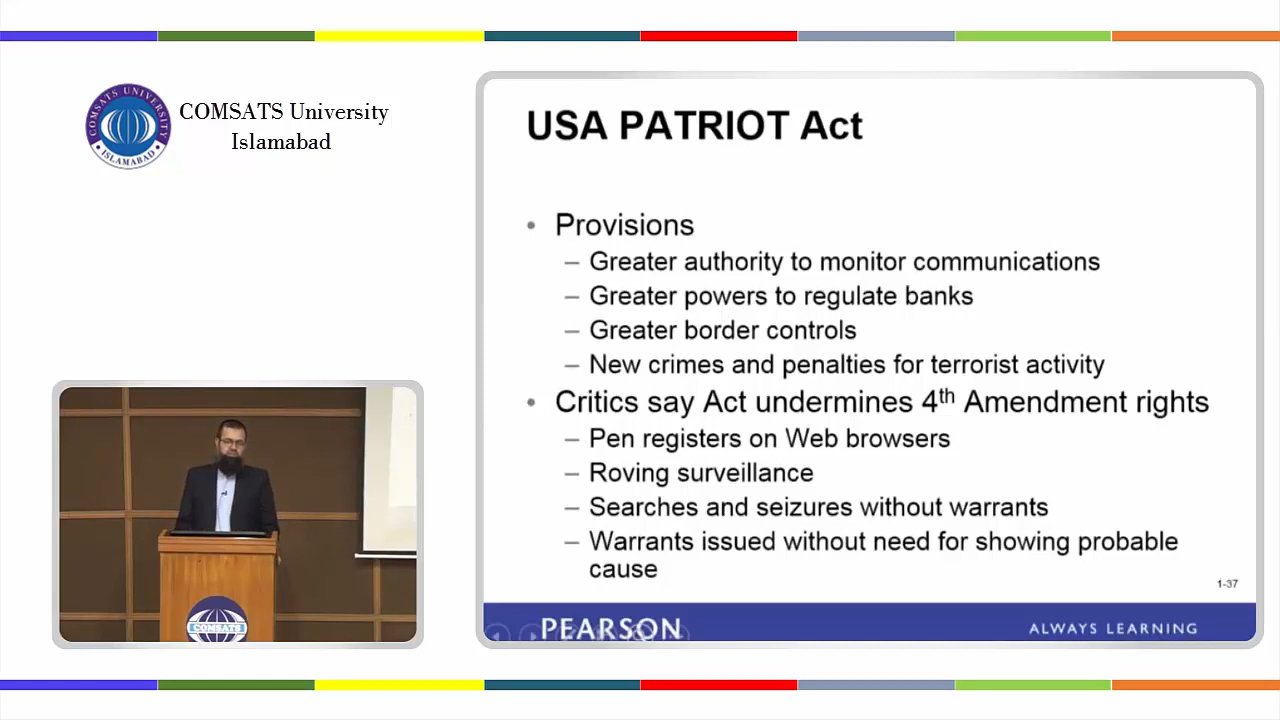 COMSATS UNIVERSITY
ISLAMABAD
COMSATS University
Islamabad
USA PATRIOT Act
• Provisions
– Greater authority to monitor communications
– Greater powers to regulate banks
– Greater border controls
– New crimes and penalties for terrorist activity
• Critics say Act undermines 4th Amendment rights
– Pen registers on Web browsers
– Roving surveillance
– Searches and seizures without warrants
– Warrants issued without need for showing probable
cause
1-37
PEARSON
ALWAYS LEARNING
COMSATS